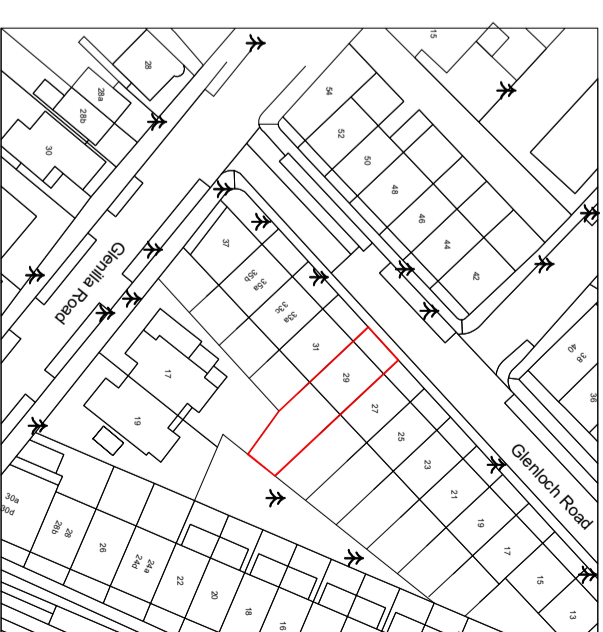 15
28
54
28a
28b
52
30
50
48
46
37
44
42
35b
35a
33c
33a
Glenilla Road
31
40
38
17
29
36
27
19
25
Glenloch Road
23
21
30a
30d
19
28b
28
26
17
24a
24d
22
15
20
18
13
16